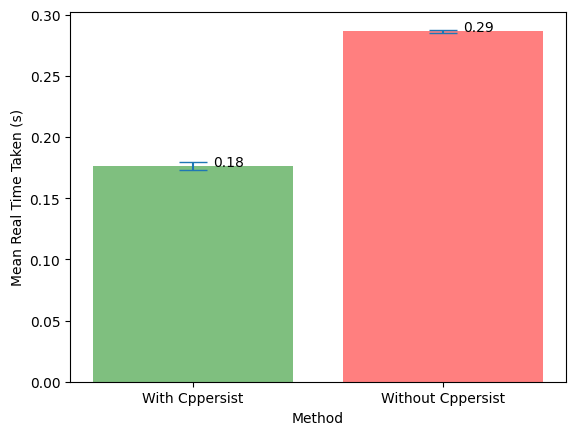 Mean Real Time Taken (s)
0.30
0.25
0.20
0.15
0.10
0.05
0.00
0.18
0.29
With Cppersist
Without Cppersist
Method